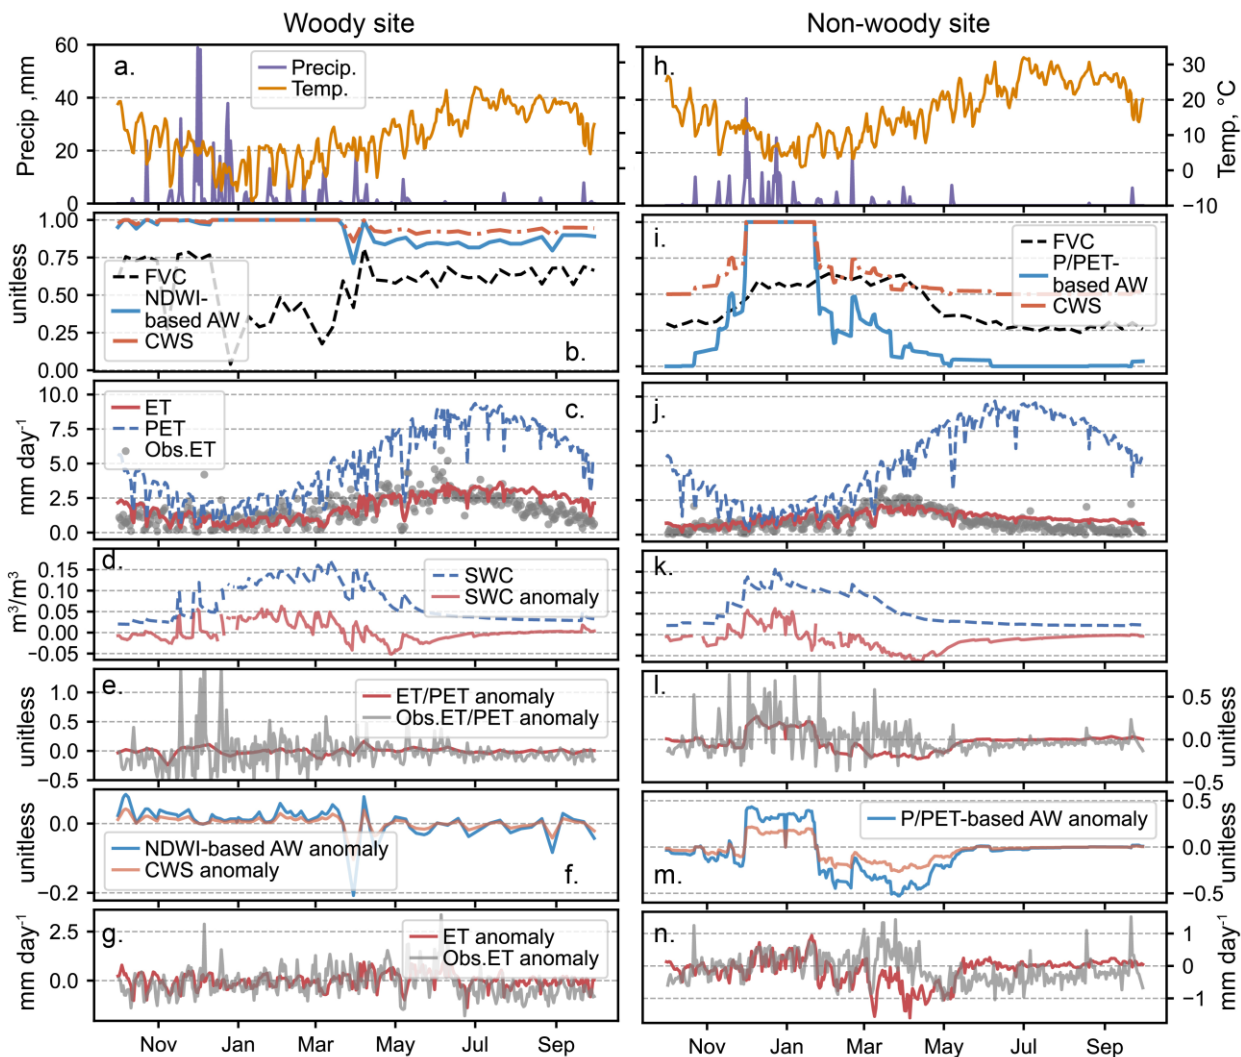 Woody site
Non-woody site
a.
60
40
20
0
Precip ,mm
Precip.
Temp.
h.
30
20
10
0
−10
Temp, °C
1.00
0.75
0.50
0.25
0.00
unitless
FVC
NDWI-
based AW
CWS
b.
i.
FVC
P/PET-
based AW
CWS
10.0
7.5
5.0
2.5
0.0
mm day⁻¹
ET
PET
Obs.ET
c.
j.
0.15
0.10
0.05
0.00
−0.05
m³/m³
d.
SWC
SWC anomaly
k.
1.0
0.5
0.0
−0.5
unitless
e.
ET/PET anomaly
Obs.ET/PET anomaly
l.
0.5
0.0
−0.5
unitless
0.0
−0.2
unitless
NDWI-based AW anomaly
CWS anomaly
f.
m.
P/PET-based AW anomaly
0.5
0.0
−0.5
unitless
2.5
0.0
mm day⁻¹
g.
ET anomaly
Obs.ET anomaly
n.
1
0
−1
mm day⁻¹
Nov Jan Mar May Jul Sep
Nov Jan Mar May Jul Sep